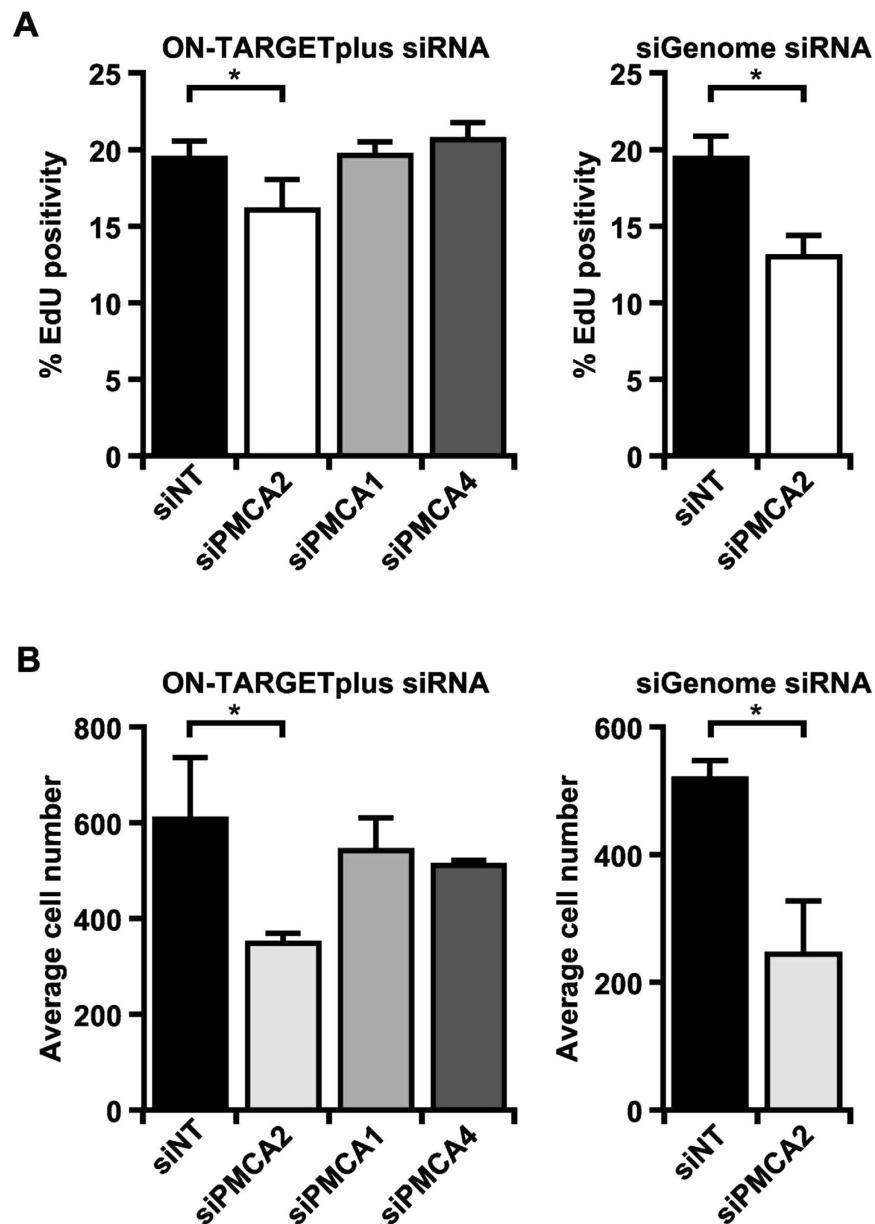 A
ON-TARGETplus siRNA
siGenome siRNA
% EdU positivity
25
20
15
10
5
0
*
siNT
siPMCA2
siPMCA1
siPMCA4
% EdU positivity
25
20
15
10
5
0
*
siNT
siPMCA2
B
ON-TARGETplus siRNA
siGenome siRNA
Average cell number
800
600
400
200
0
*
siNT
siPMCA2
siPMCA1
siPMCA4
Average cell number
600
400
200
0
*
siNT
siPMCA2